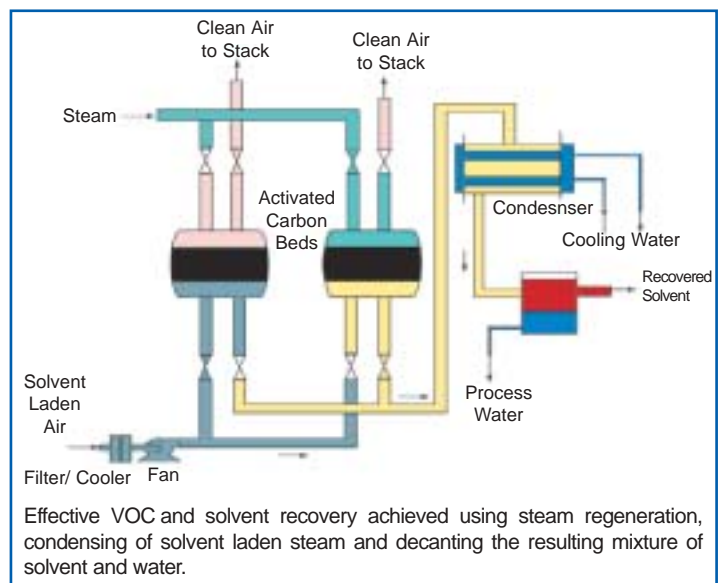 Clean Air
to Stack
Clean Air
to Stack
Steam
Activated
Carbon
Beds
Condesnser
Cooling Water
Recovered
Solvent
Process
Water
Solvent
Laden
Air
Filter/ Cooler
Fan
Effective VOC and solvent recovery achieved using steam regeneration,
condensing of solvent laden steam and decanting the resulting mixture of
solvent and water.